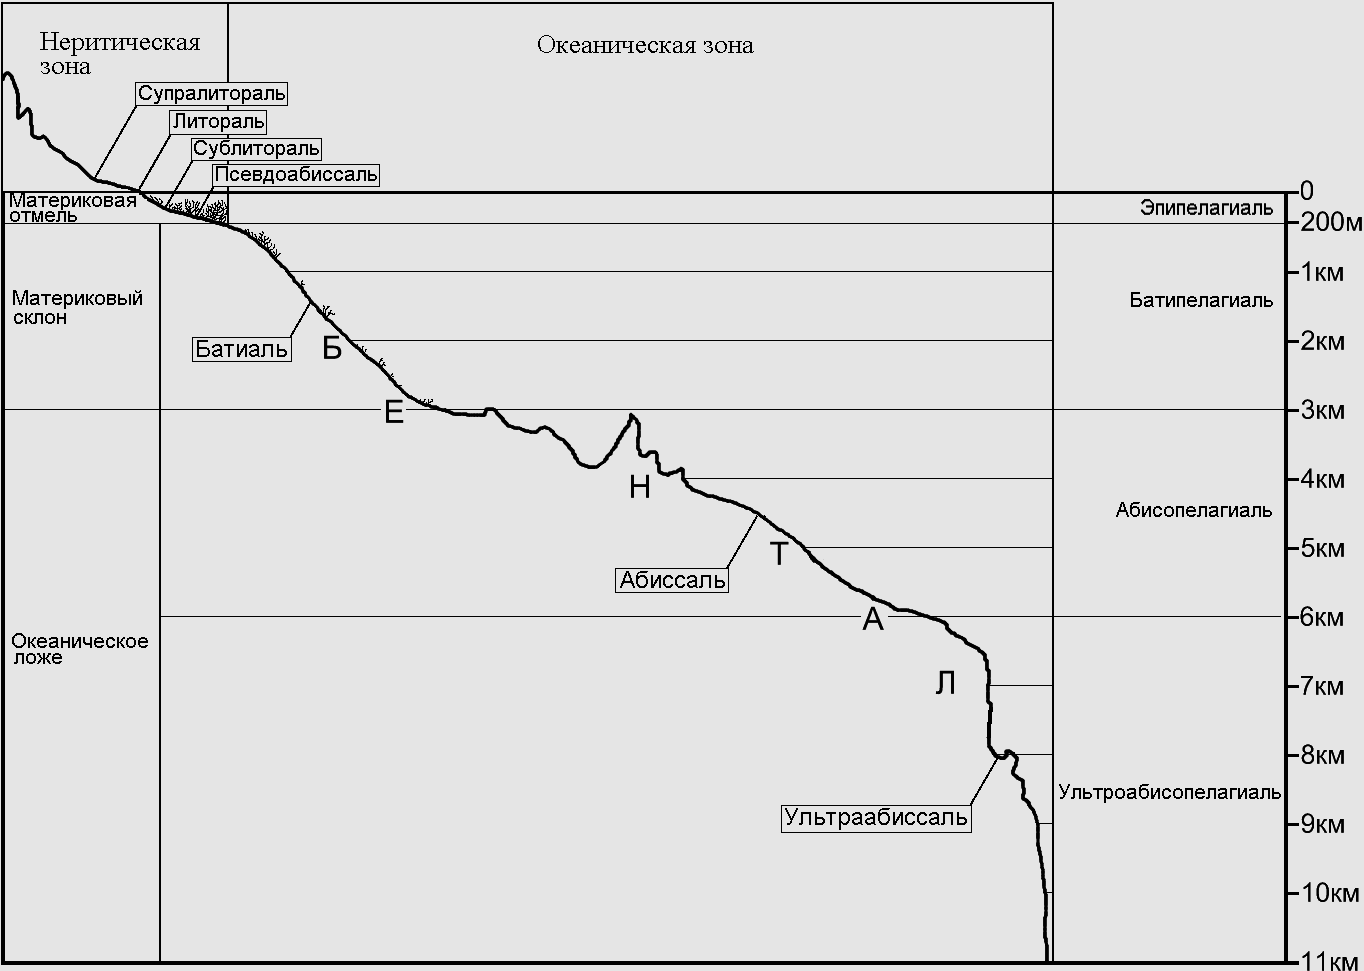 Неритическая
зона
Океаническая зона
Супралитораль
Литораль
Сублитораль
Псевдоабиссаль
Материковая
отмель
0
Эпипелагиаль
200м
1км
Материковый
склон
Батипелагиаль
Батиаль
Б
2км
Е
3км
Н
4км
Абисопелагиаль
Т
5км
Абиссаль
А
6км
Океаническое
ложе
Л
7км
8км
Ультроабисопелагиаль
Ультраабиссаль
9км
10км
11км